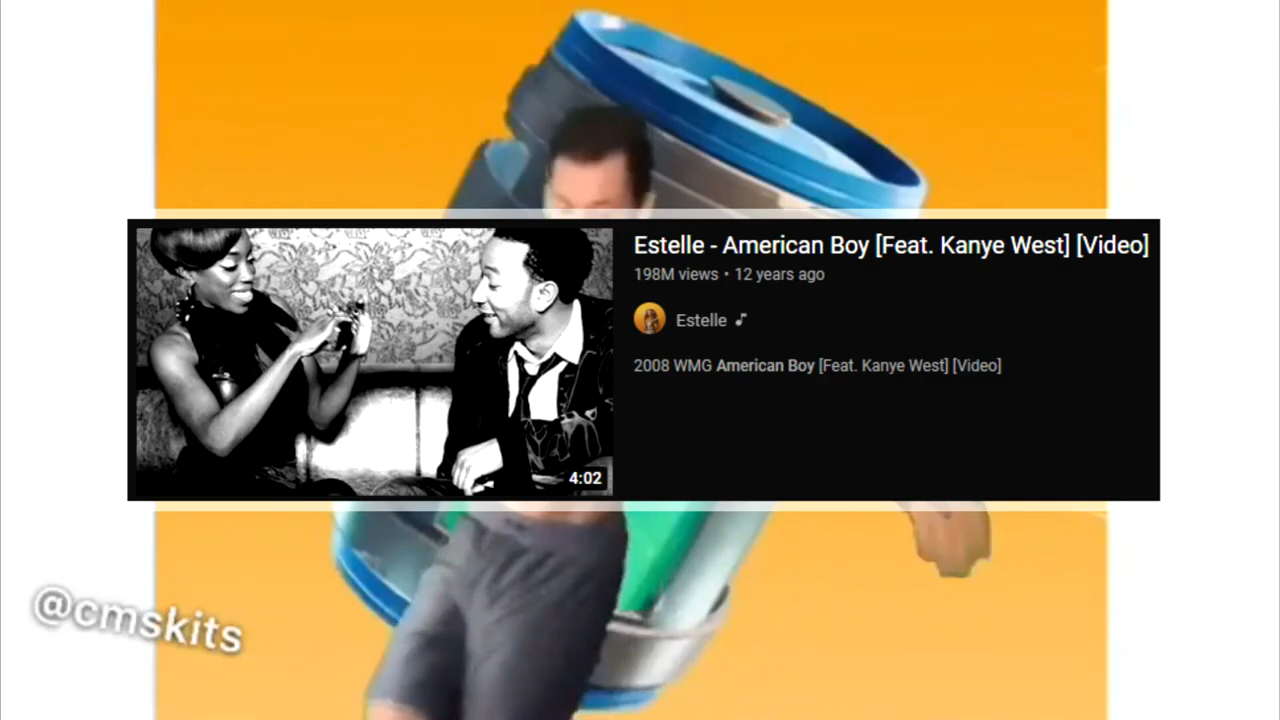 Estelle - American Boy [Feat. Kanye West] [Video]
198M views • 12 years ago
Estelle ♪
2008 WMG American Boy [Feat. Kanye West] [Video]
4:02
@cmskits